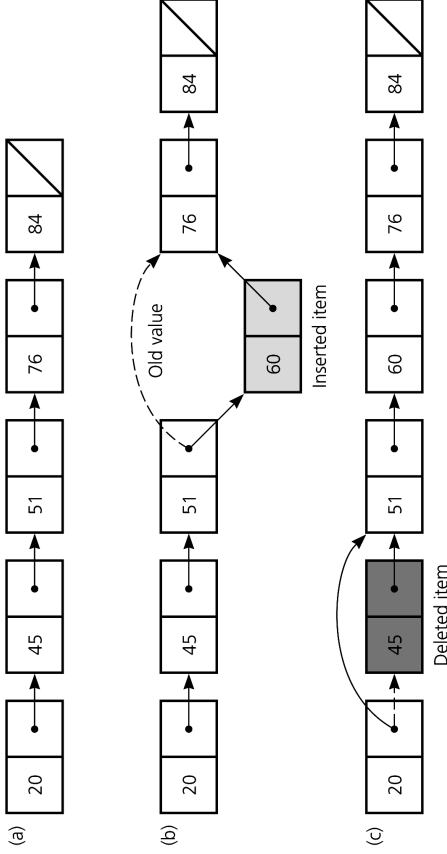 (a)
20 45 51 76 84
(b)
20 45 51 76 84
Old value
60
Inserted item
(c)
20 45 51 60 76 84
Deleted item